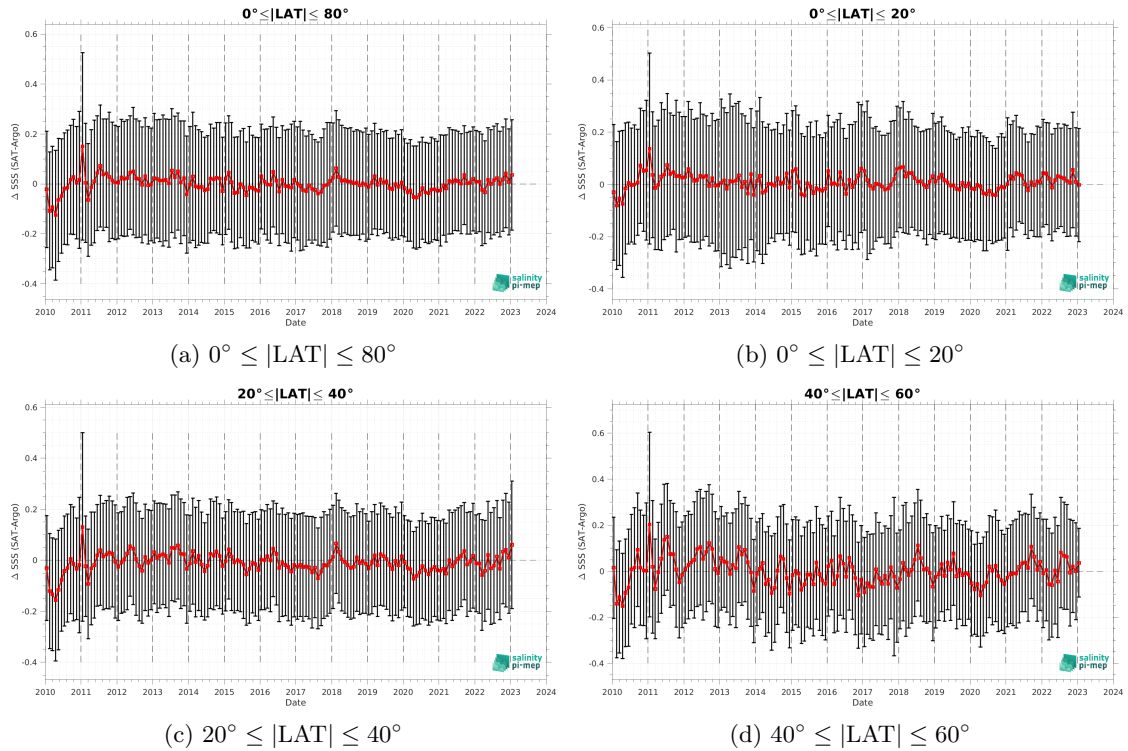 0°≤|LAT|≤ 80°
0.6
0.4
0.2
0
-0.2
-0.4
Δ SSS (SAT-Argo)
salinity
pi-mep
2010 2011 2012 2013 2014 2015 2016 2017 2018 2019 2020 2021 2022 2023 2024
Date
(a) 0° ≤ |LAT| ≤ 80°
0°≤|LAT|≤ 20°
0.6
0.4
0.2
0
-0.2
-0.4
Δ SSS (SAT-Argo)
salinity
pi-mep
2010 2011 2012 2013 2014 2015 2016 2017 2018 2019 2020 2021 2022 2023 2024
Date
(b) 0° ≤ |LAT| ≤ 20°
20°≤|LAT|≤ 40°
0.6
0.4
0.2
0
-0.2
-0.4
Δ SSS (SAT-Argo)
salinity
pi-mep
2010 2011 2012 2013 2014 2015 2016 2017 2018 2019 2020 2021 2022 2023 2024
Date
(c) 20° ≤ |LAT| ≤ 40°
40°≤|LAT|≤ 60°
0.6
0.4
0.2
0
-0.2
-0.4
Δ SSS (SAT-Argo)
salinity
pi-mep
2010 2011 2012 2013 2014 2015 2016 2017 2018 2019 2020 2021 2022 2023 2024
Date
(d) 40° ≤ |LAT| ≤ 60°